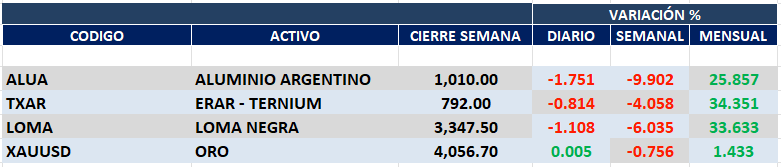 VARIACIÓN %
CODIGO ACTIVO CIERRE SEMANA DIARIO SEMANAL MENSUAL
ALUA ALUMINIO ARGENTINO 1,010.00 -1.751 -9.902 25.857
TXAR ERAR - TERNIUM 792.00 -0.814 -4.058 34.351
LOMA LOMA NEGRA 3,347.50 -1.108 -6.035 33.633
XAUUSD ORO 4,056.70 0.005 -0.756 1.433